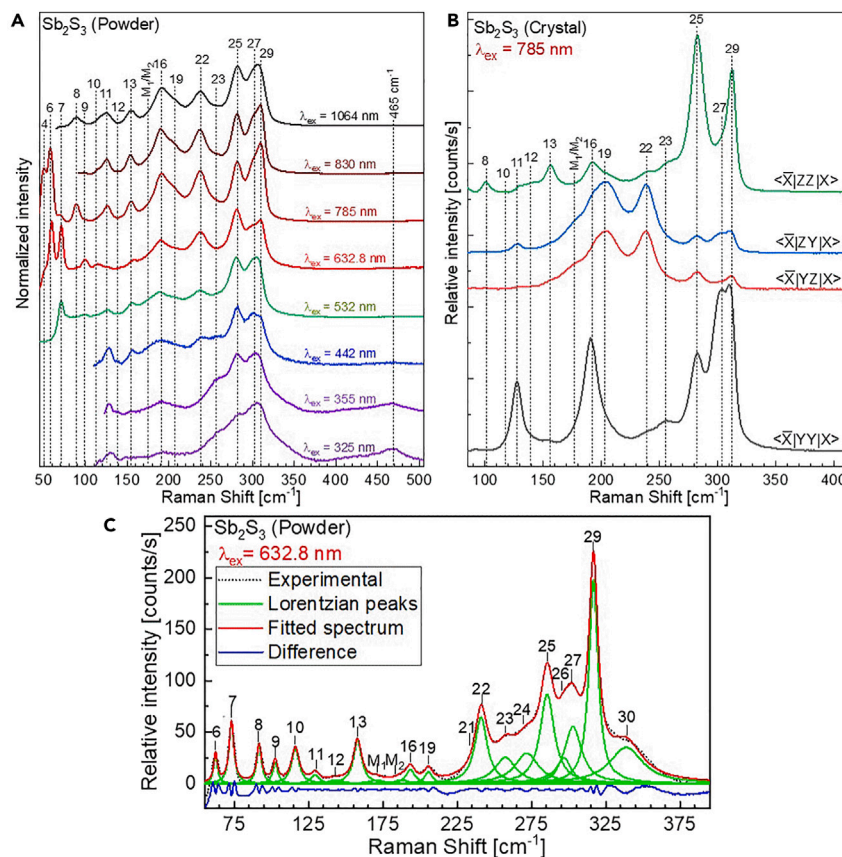 A
Sb2S3 (Powder)
4 6 7 8 9 10 11 12 13 M1/M2 16 19 22 23 25 27 29
465 cm-1
λex = 1064 nm
λex = 830 nm
λex = 785 nm
λex = 632.8 nm
λex = 532 nm
λex = 442 nm
λex = 355 nm
λex = 325 nm
Normalized intensity
50 100 150 200 250 300 350 400 450 500
Raman Shift [cm-1]
B
Sb2S3 (Crystal)
λex = 785 nm
8 10 11 12 13 M1/M2 16 19 22 23 25 27 29
<X̅|ZZ|X>
<X̅|ZY|X>
<X̅|YZ|X>
<X̅|YY|X>
Relative intensity [counts/s]
100 150 200 250 300 350 400
Raman Shift [cm-1]
C
Sb2S3 (Powder)
λex= 632.8 nm
Experimental
Lorentzian peaks
Fitted spectrum
Difference
6 7 8 9 10 11 12 13 M1 M2 16 19 21 22 23 24 25 26 27 29 30
Relative intensity [counts/s]
250
200
150
100
50
0
75 125 175 225 275 325 375
Raman Shift [cm-1]